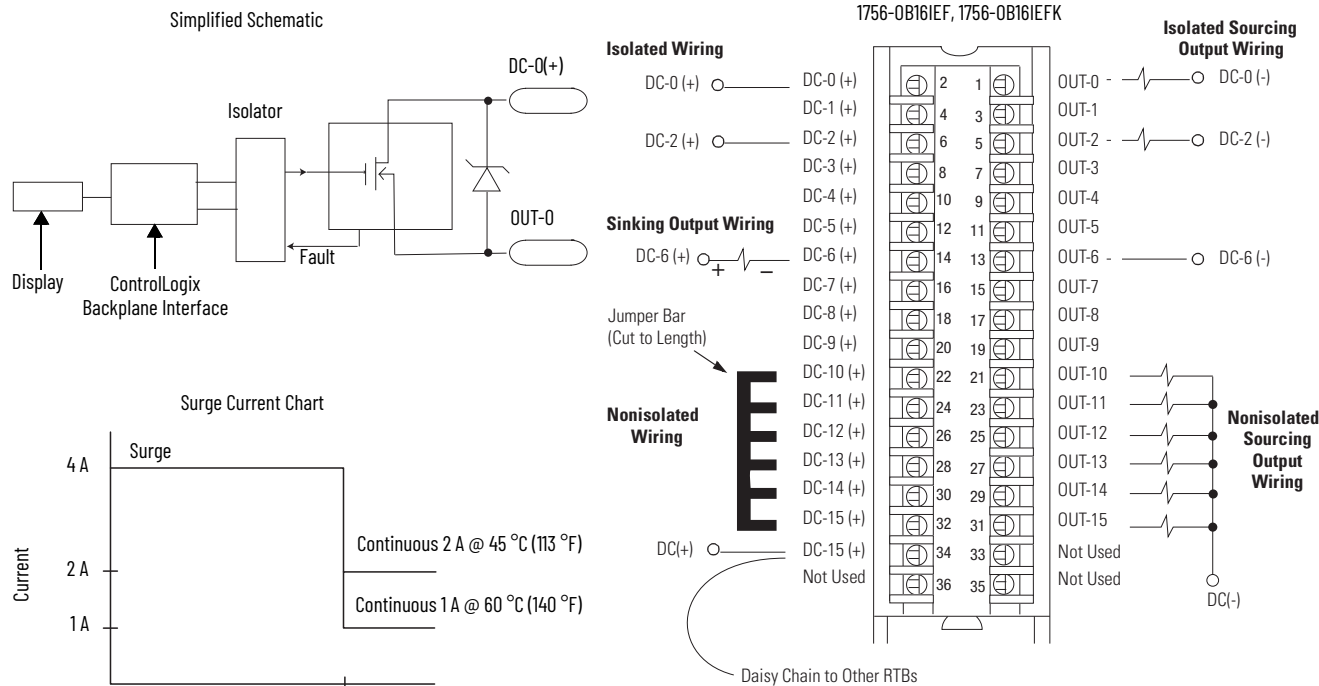 Simplified Schematic
DC-0(+)
Isolator
OUT-0
Fault
Display
ControlLogix
Backplane Interface
Surge Current Chart
Surge
4 A
Continuous 2 A @ 45 °C (113 °F)
2 A
Continuous 1 A @ 60 °C (140 °F)
1 A
Current
1756-OB16IEF, 1756-OB16IEFK
Isolated Wiring
Isolated Sourcing
Output Wiring
DC-0 (+) DC-0 (+) 2 1 OUT-0 DC-0 (-)
DC-1 (+) 4 3 OUT-1
DC-2 (+) DC-2 (+) 6 5 OUT-2 DC-2 (-)
DC-3 (+) 8 7 OUT-3
DC-4 (+) 10 9 OUT-4
Sinking Output Wiring
DC-5 (+) 12 11 OUT-5
DC-6 (+) + – DC-6 (+) 14 13 OUT-6 DC-6 (-)
DC-7 (+) 16 15 OUT-7
Jumper Bar
(Cut to Length)
DC-8 (+) 18 17 OUT-8
DC-9 (+) 20 19 OUT-9
DC-10 (+) 22 21 OUT-10
DC-11 (+) 24 23 OUT-11
Nonisolated
Wiring
DC-12 (+) 26 25 OUT-12
DC-13 (+) 28 27 OUT-13
DC-14 (+) 30 29 OUT-14
DC-15 (+) 32 31 OUT-15
Nonisolated
Sourcing
Output
Wiring
DC(+) DC-15 (+) 34 33 Not Used
Not Used 36 35 Not Used
DC(-)
Daisy Chain to Other RTBs